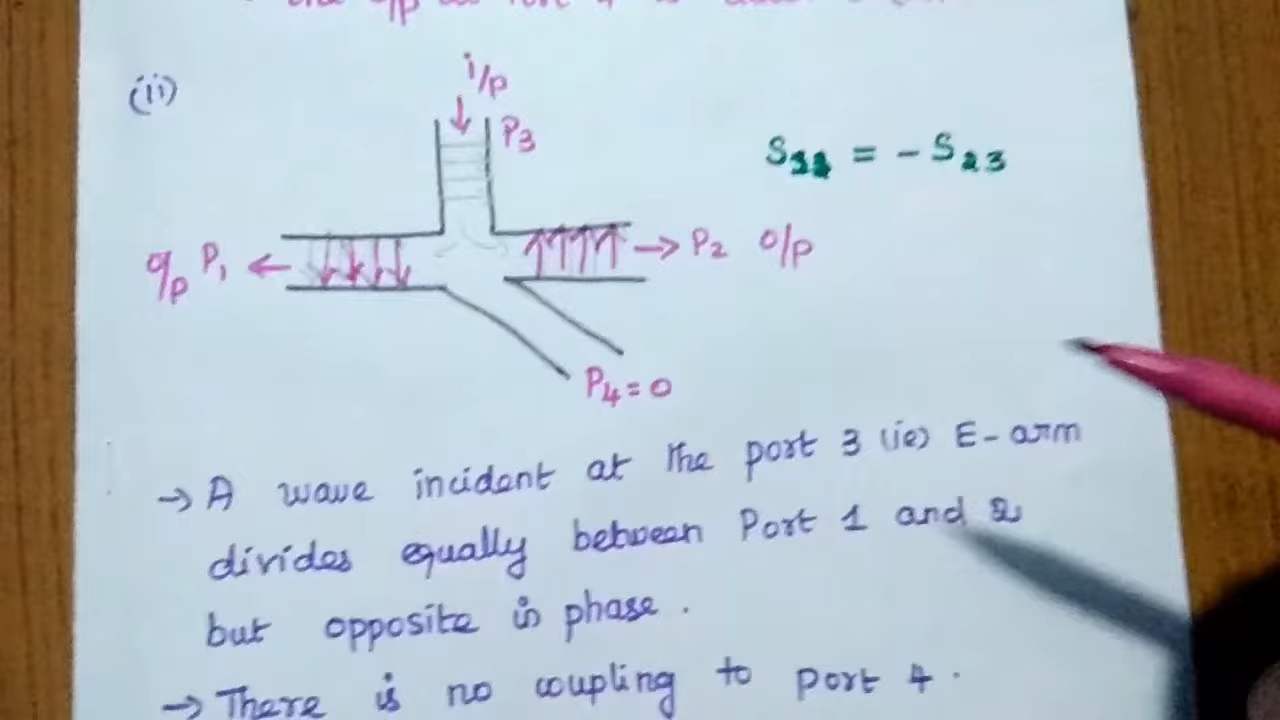 (ii)
i/p
P3
o/p P1
P2 o/p
P4 = 0
= - S23
→ A wave incident at the port 3 (ie) E-arm
divides equally between Port 1 and 2
but opposite in phase.
→ There is no coupling to port 4.